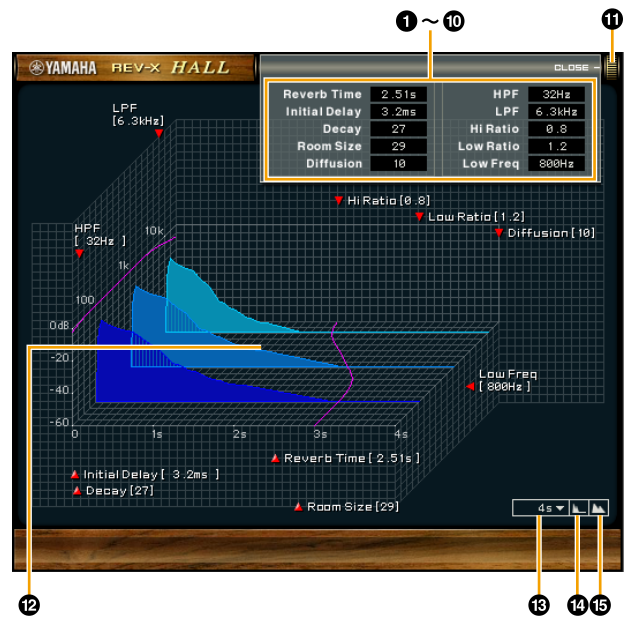 ❶～❿ ⓫
YAMAHA REV-X HALL CLOSE –
Reverb Time 2.51s HPF 32Hz
Initial Delay 3.2ms LPF 6.3kHz
Decay 27 Hi Ratio 0.8
Room Size 29 Low Ratio 1.2
Diffusion 10 Low Freq 800Hz
LPF
[6.3kHz]
Hi Ratio [0.8]
Low Ratio [1.2]
Diffusion [10]
HPF
[ 32Hz ]
10k
1k
100
0dB
-20
-40
-60
0 1s 2s 3s 4s
Low Freq
[ 800Hz ]
Reverb Time [ 2.51s ]
Initial Delay [ 3.2ms ]
Decay [27]
Room Size [29]
4s
⓬ ⓭ ⓮ ⓯